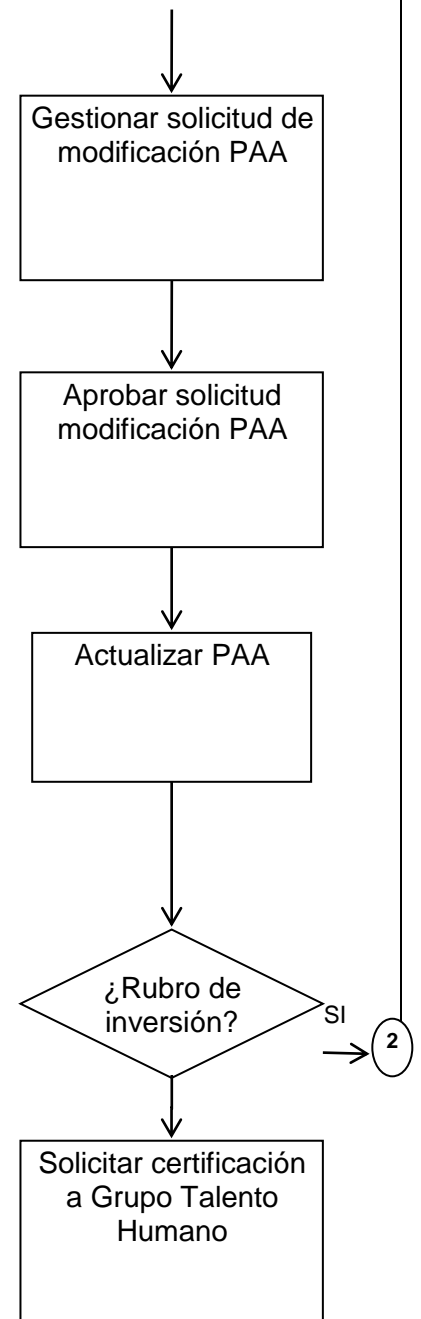 Gestionar solicitud de
modificación PAA
Aprobar solicitud
modificación PAA
Actualizar PAA
¿Rubro de
inversión?
SI
2
Solicitar certificación
a Grupo Talento
Humano